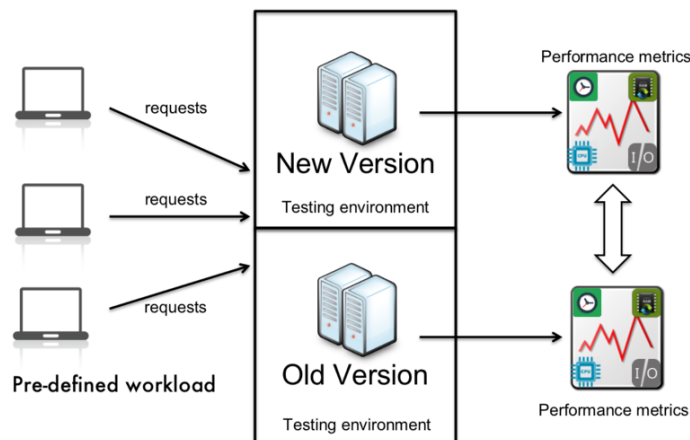 Performance metrics
requests
I/O
New Version
requests
Testing environment
requests
I/O
Pre-defined workload
Old Version
Performance metrics
Testing environment